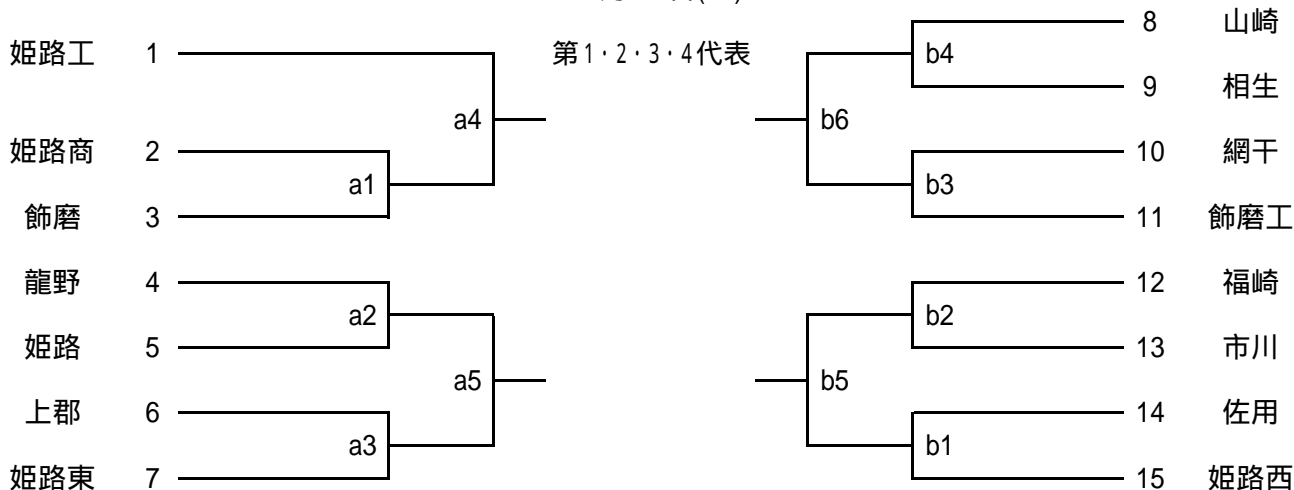 第1・2・3・4代表
姫路工 1
姫路商 2
飾磨 3
龍野 4
姫路 5
上郡 6
姫路東 7
a4
a1
a2
a5
a3
8 山崎
9 相生
10 網干
11 飾磨工
12 福崎
13 市川
14 佐用
15 姫路西
b4
b6
b3
b2
b5
b1